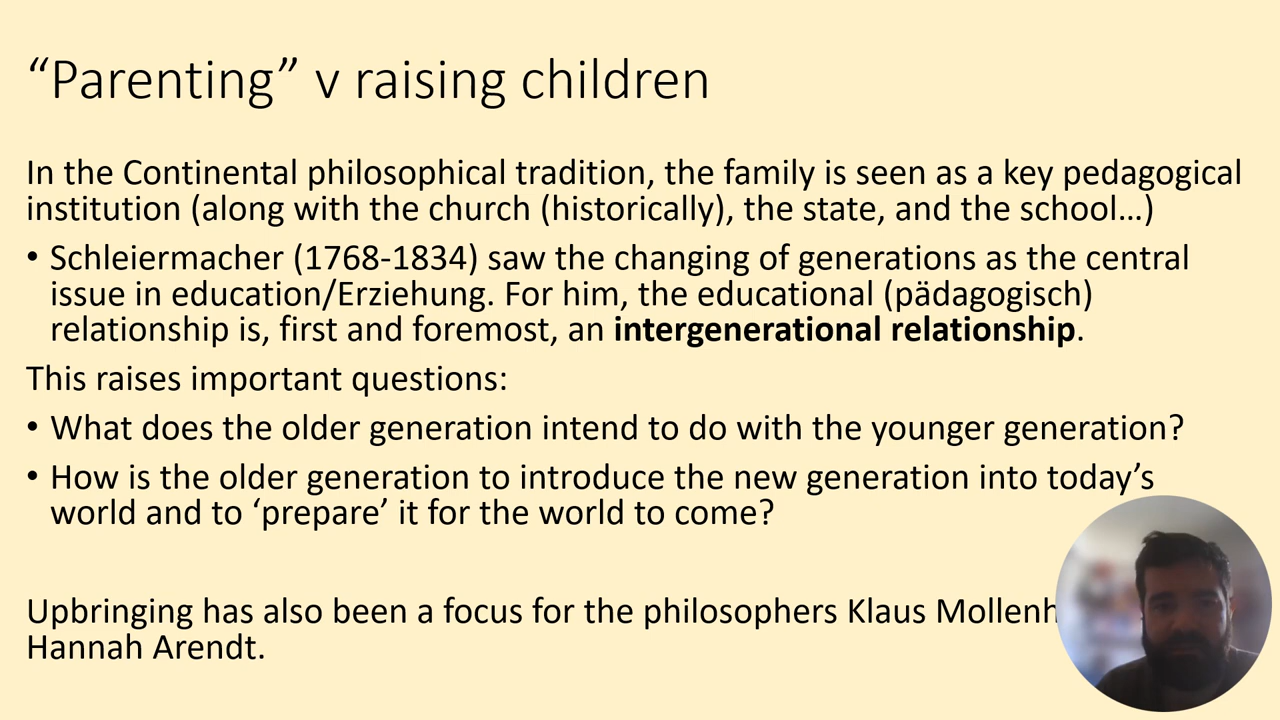 “Parenting” v raising children
In the Continental philosophical tradition, the family is seen as a key pedagogical
institution (along with the church (historically), the state, and the school…)
• Schleiermacher (1768-1834) saw the changing of generations as the central
issue in education/Erziehung. For him, the educational (pädagogisch)
relationship is, first and foremost, an intergenerational relationship.
This raises important questions:
• What does the older generation intend to do with the younger generation?
• How is the older generation to introduce the new generation into today’s
world and to ‘prepare’ it for the world to come?
Upbringing has also been a focus for the philosophers Klaus
Hannah Arendt.